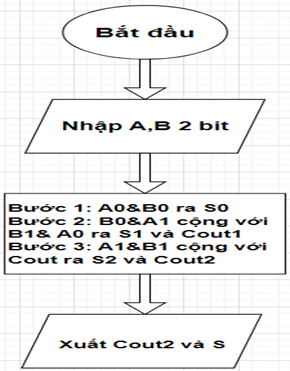 Bắt đầu
Nhập A,B 2 bit
Bước 1: A0&B0 ra S0
Bước 2: B0&A1 cộng với
B1& A0 ra S1 và Cout1
Bước 3: A1&B1 cộng với
Cout ra S2 và Cout2
Xuất Cout2 và S